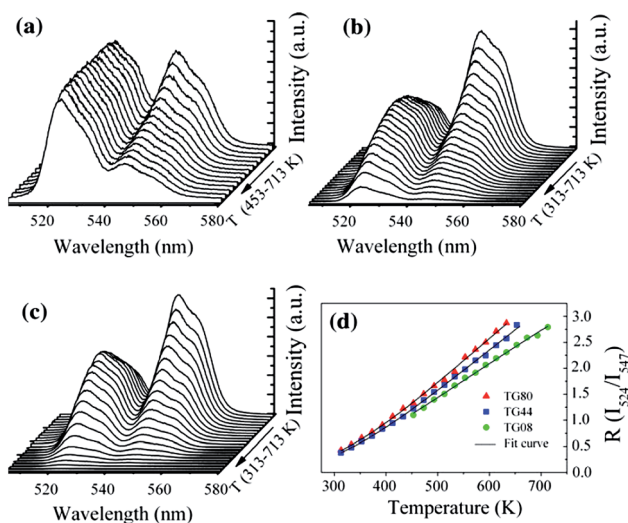 (a)
Intensity (a.u.)
T (453-713 K)
520 540 560 580
Wavelength (nm)
(b)
Intensity (a.u.)
T (313-713 K)
520 540 560 580
Wavelength (nm)
(c)
Intensity (a.u.)
T (313-713 K)
520 540 560 580
Wavelength (nm)
(d)
3.0
2.5
2.0
1.5
1.0
0.5
0.0
R (I524/I547)
TG80
TG44
TG08
Fit curve
300 400 500 600 700
Temperature (K)